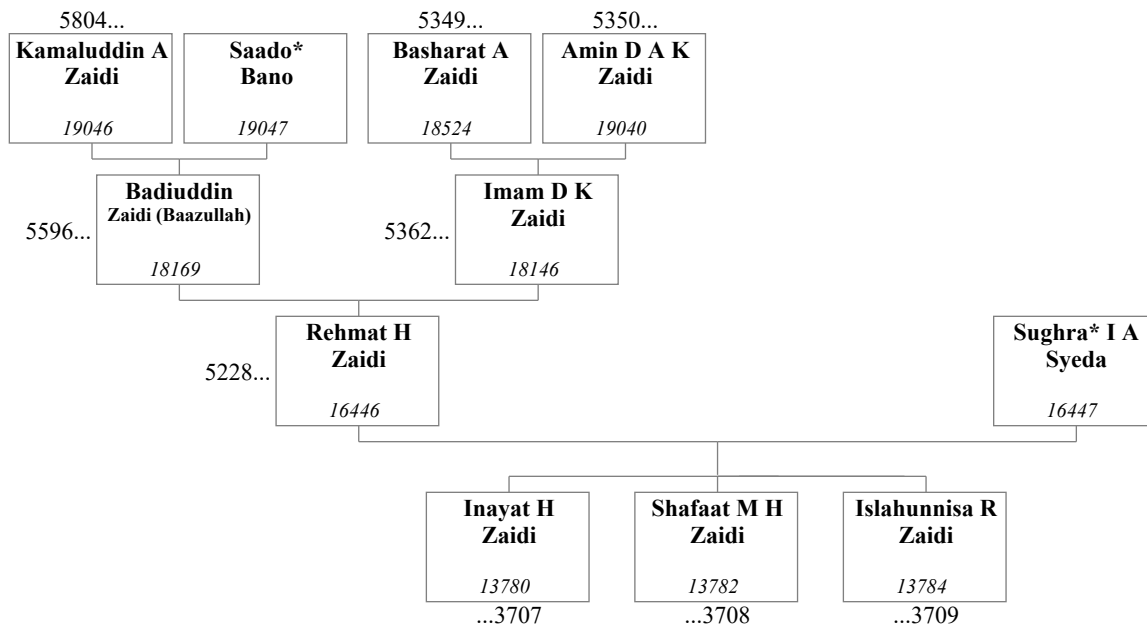 5804...
5349...
5350...
Kamaluddin A
Zaidi
19046
Saado*
Bano
19047
Basharat A
Zaidi
18524
Amin D A K
Zaidi
19040
5596...
Badiuddin
Zaidi (Baazullah)
18169
5362...
Imam D K
Zaidi
18146
5228...
Rehmat H
Zaidi
16446
Sughra* I A
Syeda
16447
Inayat H
Zaidi
13780
...3707
Shafaat M H
Zaidi
13782
...3708
Islahunnisa R
Zaidi
13784
...3709